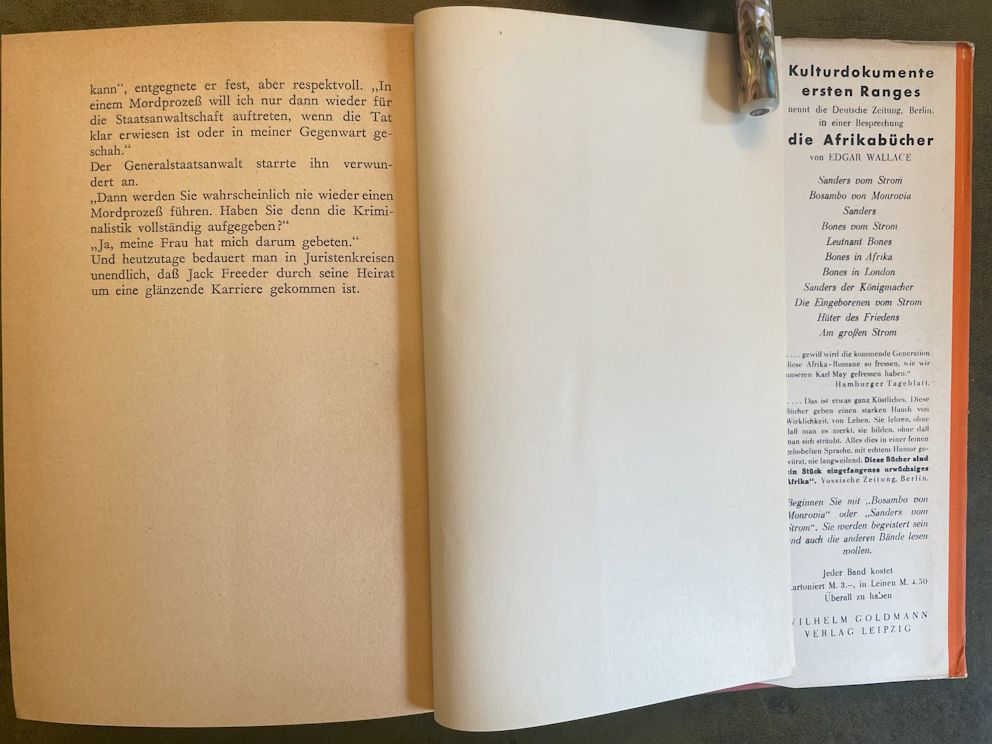 kann“, entgegnete er fest, aber respektvoll. „In
einem Mordprozeß will ich nur dann wieder für
die Staatsanwaltschaft auftreten, wenn die Tat
klar erwiesen ist oder in meiner Gegenwart ge-
schah.“
Der Generalstaatsanwalt starrte ihn verwun-
dert an.
„Dann werden Sie wahrscheinlich nie wieder einen
Mordprozeß führen. Haben Sie denn die Krimi-
nalistik vollständig aufgegeben?“
„Ja, meine Frau hat mich darum gebeten.“
Und heutzutage bedauert man in Juristenkreisen
unendlich, daß Jack Freeder durch seine Heirat
um eine glänzende Karriere gekommen ist.
Kulturdokumente
ersten Ranges
nennt die Deutsche Zeitung, Berlin,
in einer Besprechung
die Afrikabücher
von EDGAR WALLACE
Sanders vom Strom
Bosambo von Monrovia
Sanders
Bones vom Strom
Leutnant Bones
Bones in Afrika
Bones in London
Sanders der Königmacher
Die Eingeborenen vom Strom
Hüter des Friedens
Am großen Strom
.... gewiß wird die kommende Generation
diese Afrika-Romane so fressen, wie wir
unseren Karl May gefressen haben.“
Hamburger Tageblatt.
.... Das ist etwas ganz Köstliches. Diese
Bücher geben einen starken Hauch von
Wirklichkeit, von Leben. Sie lehren, ohne
daß man es merkt, sie bilden, ohne daß
man sich sträubt. Alles dies in einer feinen
gehobelten Sprache, mit echtem Humor ge-
würzt, nie langweilend. Diese Bücher sind
ein Stück eingefangenes urwüchsiges
Afrika“. Vossische Zeitung, Berlin.
Beginnen Sie mit „Bosambo von
Monrovia“ oder „Sanders vom
Strom“. Sie werden begeistert sein
und auch die anderen Bände lesen
wollen.
Jeder Band kostet
kartoniert M. 3.–, in Leinen M. 4.50
Überall zu haben
WILHELM GOLDMANN
VERLAG LEIPZIG